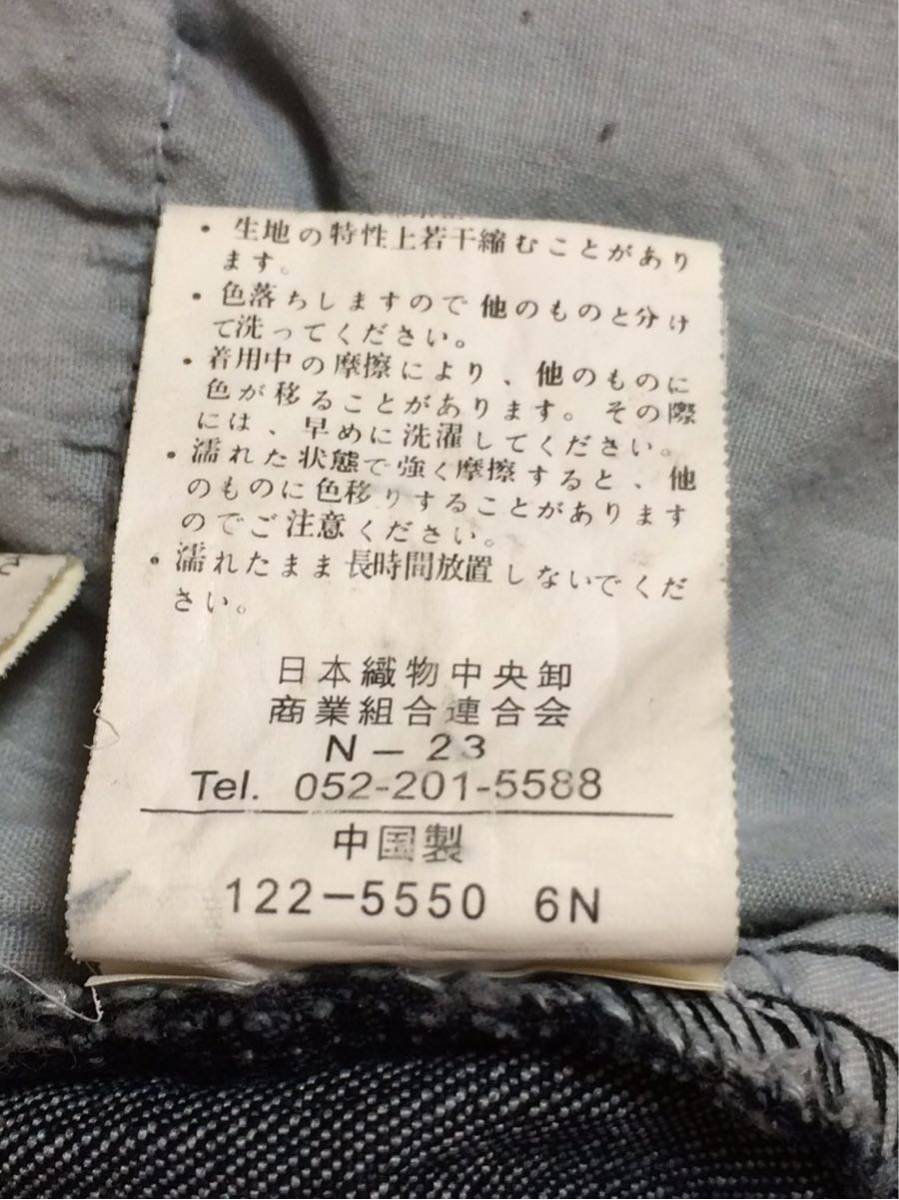 ・生地の特性上若干縮むことがあり
ます。
・色落ちしますので他のものと分け
て洗ってください。
・着用中の摩擦により、他のものに
色が移ることがあります。その際
には、早めに洗濯してください。
・濡れた状態で強く摩擦すると、他
のものに色移りすることがあります
のでご注意ください。
・濡れたまま長時間放置しないでくだ
さい。
日本織物中央卸
商業組合連合会
N－23
Tel. 052-201-5588
中国製
122-5550 6N